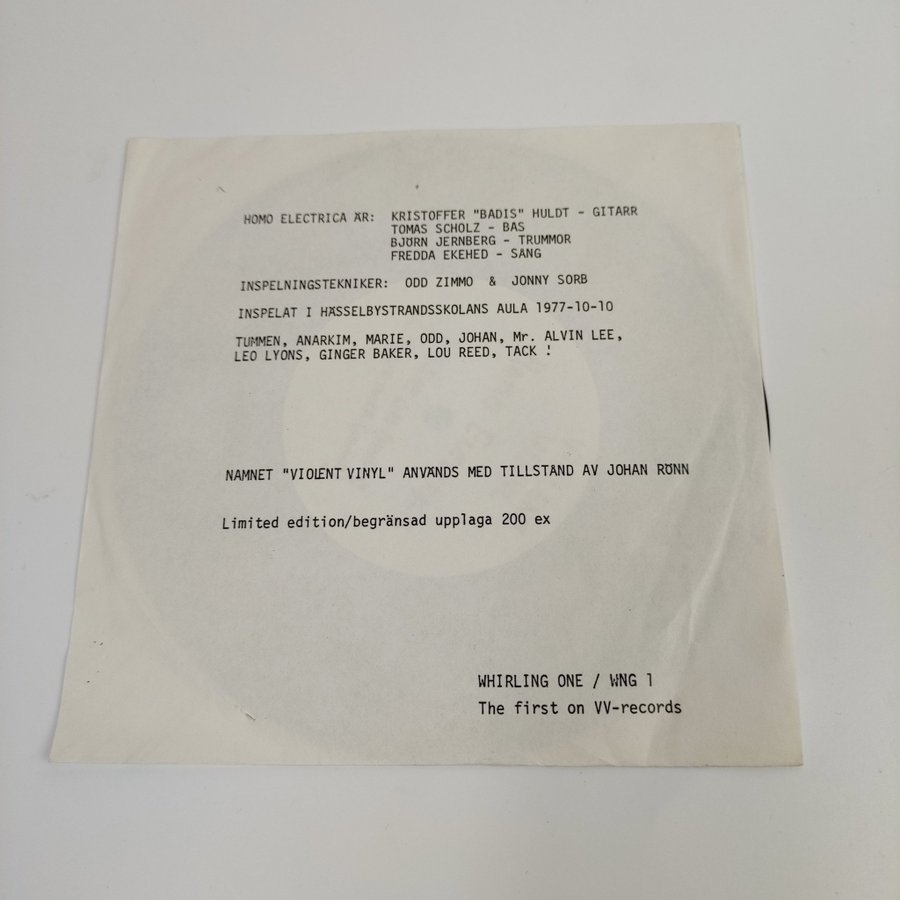 HOMO ELECTRICA ÄR: KRISTOFFER "BADIS" HULDT - GITARR
TOMAS SCHOLZ - BAS
BJÖRN JERNBERG - TRUMMOR
FREDDA EKEHED - SÅNG
INSPELNINGSTEKNIKER: ODD ZIMMO & JONNY SORB
INSPELAT I HÄSSELBYSTRANDSSKOLANS AULA 1977-10-10
TUMMEN, ANARKIM, MARIE, ODD, JOHAN, Mr. ALVIN LEE,
LEO LYONS, GINGER BAKER, LOU REED, TACK !
NAMNET "VIOLENT VINYL" ANVÄNDS MED TILLSTÅND AV JOHAN RÖNN
Limited edition/begränsad upplaga 200 ex
WHIRLING ONE / WNG 1
The first on VV-records